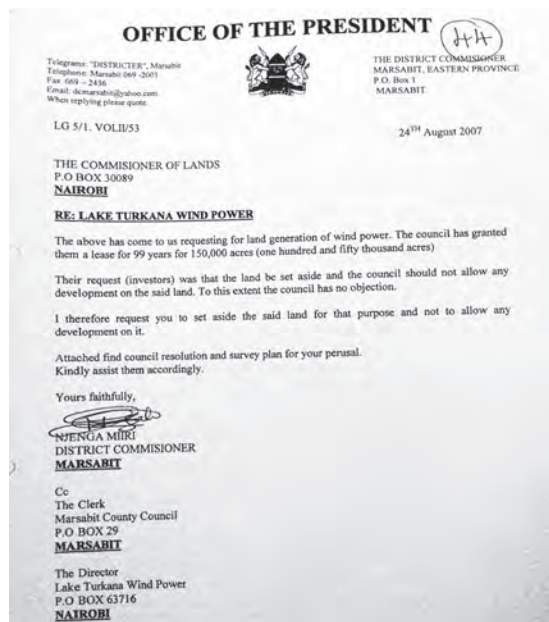 OFFICE OF THE PRESIDENT
44
Telegrams: "DISTRICTER", Marsabit
Telephone: Marsabit 069 -2003
Fax: 069 – 2436
Email: dcmarsabit@yahoo.com
When replying please quote
THE DISTRICT COMMISIONER
MARSABIT, EASTERN PROVINCE
P.O. Box 1
MARSABIT.
LG 5/1. VOLII/53
24TH August 2007
THE COMMISIONER OF LANDS
P.O BOX 30089
NAIROBI
RE: LAKE TURKANA WIND POWER
The above has come to us requesting for land generation of wind power. The council has granted
them a lease for 99 years for 150,000 acres (one hundred and fifty thousand acres)
Their request (investors) was that the land be set aside and the council should not allow any
development on the said land. To this extent the council has no objection.
I therefore request you to set aside the said land for that purpose and not to allow any
development on it.
Attached find council resolution and survey plan for your perusal.
Kindly assist them accordingly.
Yours faithfully,
NJENGA MIIRI
DISTRICT COMMISIONER
MARSABIT
Cc
The Clerk
Marsabit County Council
P.O BOX 29
MARSABIT
The Director
Lake Turkana Wind Power
P.O BOX 63716
NAIROBI